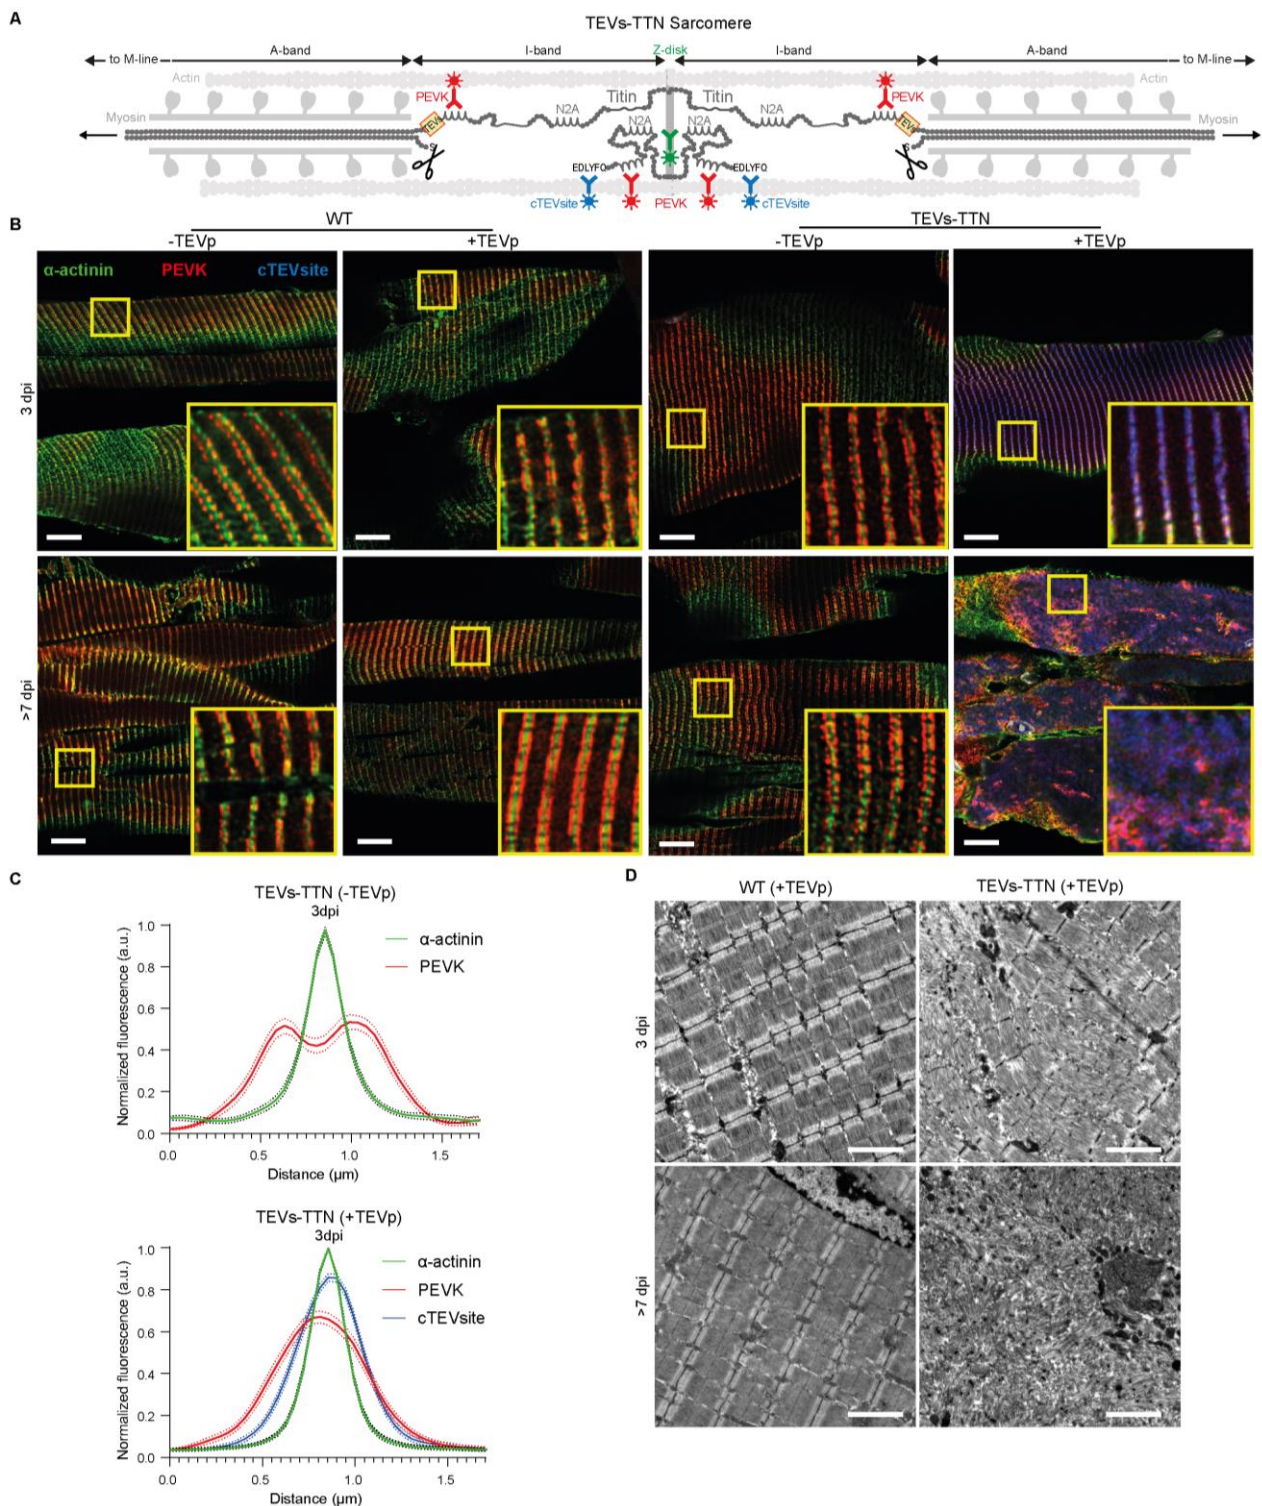 A
TEVs-TTN Sarcomere
to M-line A-band I-band Z-disk I-band A-band to M-line
Actin Actin
PEVK N2A Titin Titin N2A PEVK
Myosin TEVs N2A N2A TEVs Myosin
S S
EDLYFQ EDLYFQ
cTEVsite PEVK cTEVsite
B
WT TEVs-TTN
-TEVp +TEVp -TEVp +TEVp
α-actinin PEVK cTEVsite
3 dpi
>7 dpi
C
TEVs-TTN (-TEVp)
3dpi
Normalized fluorescence (a.u.)
1.0
0.8
0.6
0.4
0.2
0.0
α-actinin
PEVK
0.0 0.5 1.0 1.5
Distance (µm)
TEVs-TTN (+TEVp)
3dpi
Normalized fluorescence (a.u.)
1.0
0.8
0.6
0.4
0.2
0.0
α-actinin
PEVK
cTEVsite
0.0 0.5 1.0 1.5
Distance (µm)
D
WT (+TEVp) TEVs-TTN (+TEVp)
3 dpi
>7 dpi